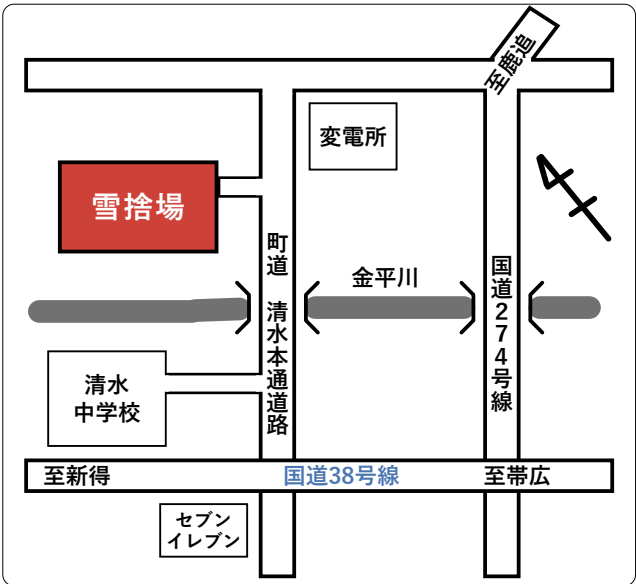 至鹿追
変電所
雪捨場
町道 清水本通道路
金平川
国道274号線
清水
中学校
至新得
国道38号線
至帯広
セブン
イレブン